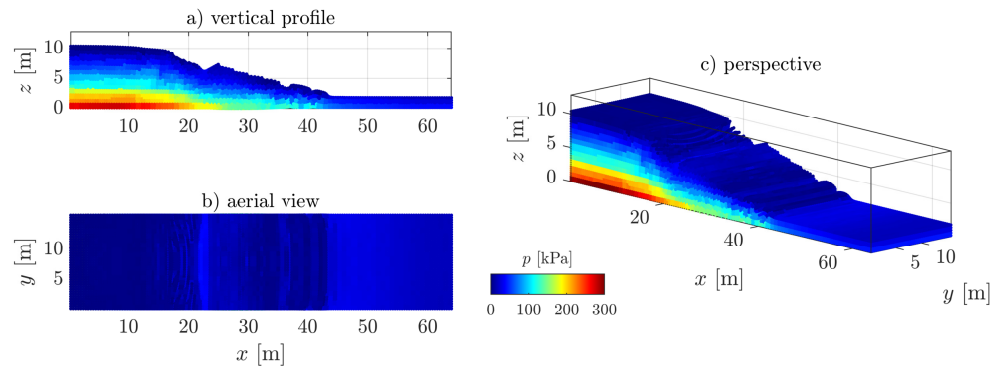 a) vertical profile
z [m]
10
5
0
10 20 30 40 50 60
b) aerial view
y [m]
10
5
10 20 30 40 50 60
x [m]
c) perspective
z [m]
10
5
0
20
40
60
5
10
x [m]
y [m]
p [kPa]
0 100 200 300